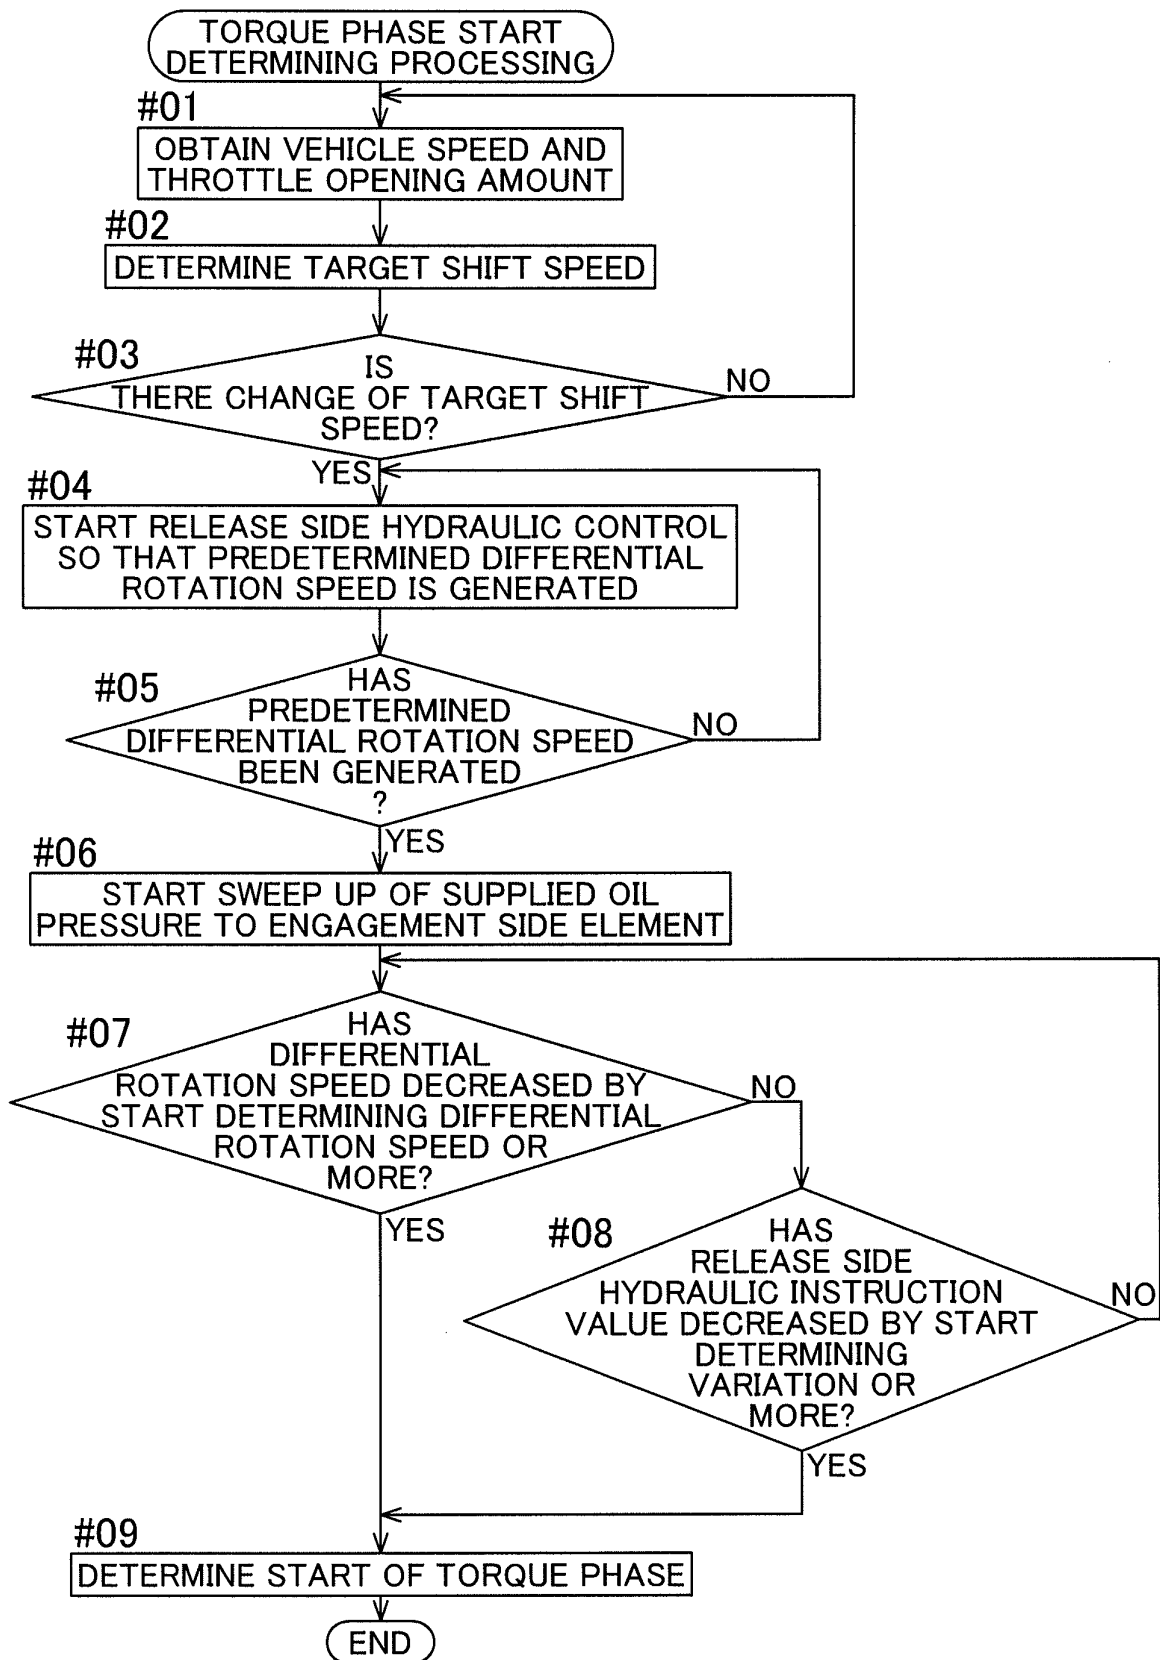 TORQUE PHASE START
DETERMINING PROCESSING
#01
OBTAIN VEHICLE SPEED AND
THROTTLE OPENING AMOUNT
#02
DETERMINE TARGET SHIFT SPEED
#03
IS
THERE CHANGE OF TARGET SHIFT
SPEED?
NO
YES
#04
START RELEASE SIDE HYDRAULIC CONTROL
SO THAT PREDETERMINED DIFFERENTIAL
ROTATION SPEED IS GENERATED
#05
HAS
PREDETERMINED
DIFFERENTIAL ROTATION SPEED
BEEN GENERATED
?
NO
YES
#06
START SWEEP UP OF SUPPLIED OIL
PRESSURE TO ENGAGEMENT SIDE ELEMENT
#07
HAS
DIFFERENTIAL
ROTATION SPEED DECREASED BY
START DETERMINING DIFFERENTIAL
ROTATION SPEED OR
MORE?
NO
YES
#08
HAS
RELEASE SIDE
HYDRAULIC INSTRUCTION
VALUE DECREASED BY START
DETERMINING
VARIATION OR
MORE?
NO
YES
#09
DETERMINE START OF TORQUE PHASE
END